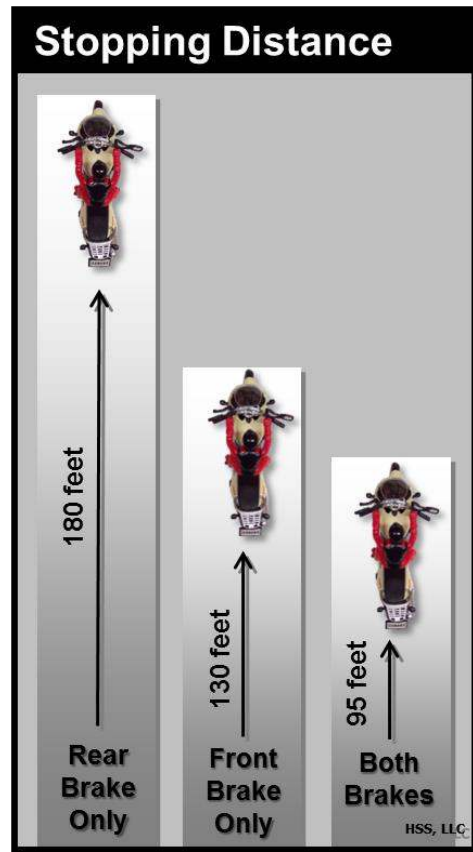 Stopping Distance
180 feet
Rear
Brake
Only
130 feet
Front
Brake
Only
95 feet
Both
Brakes
HSS, LLC